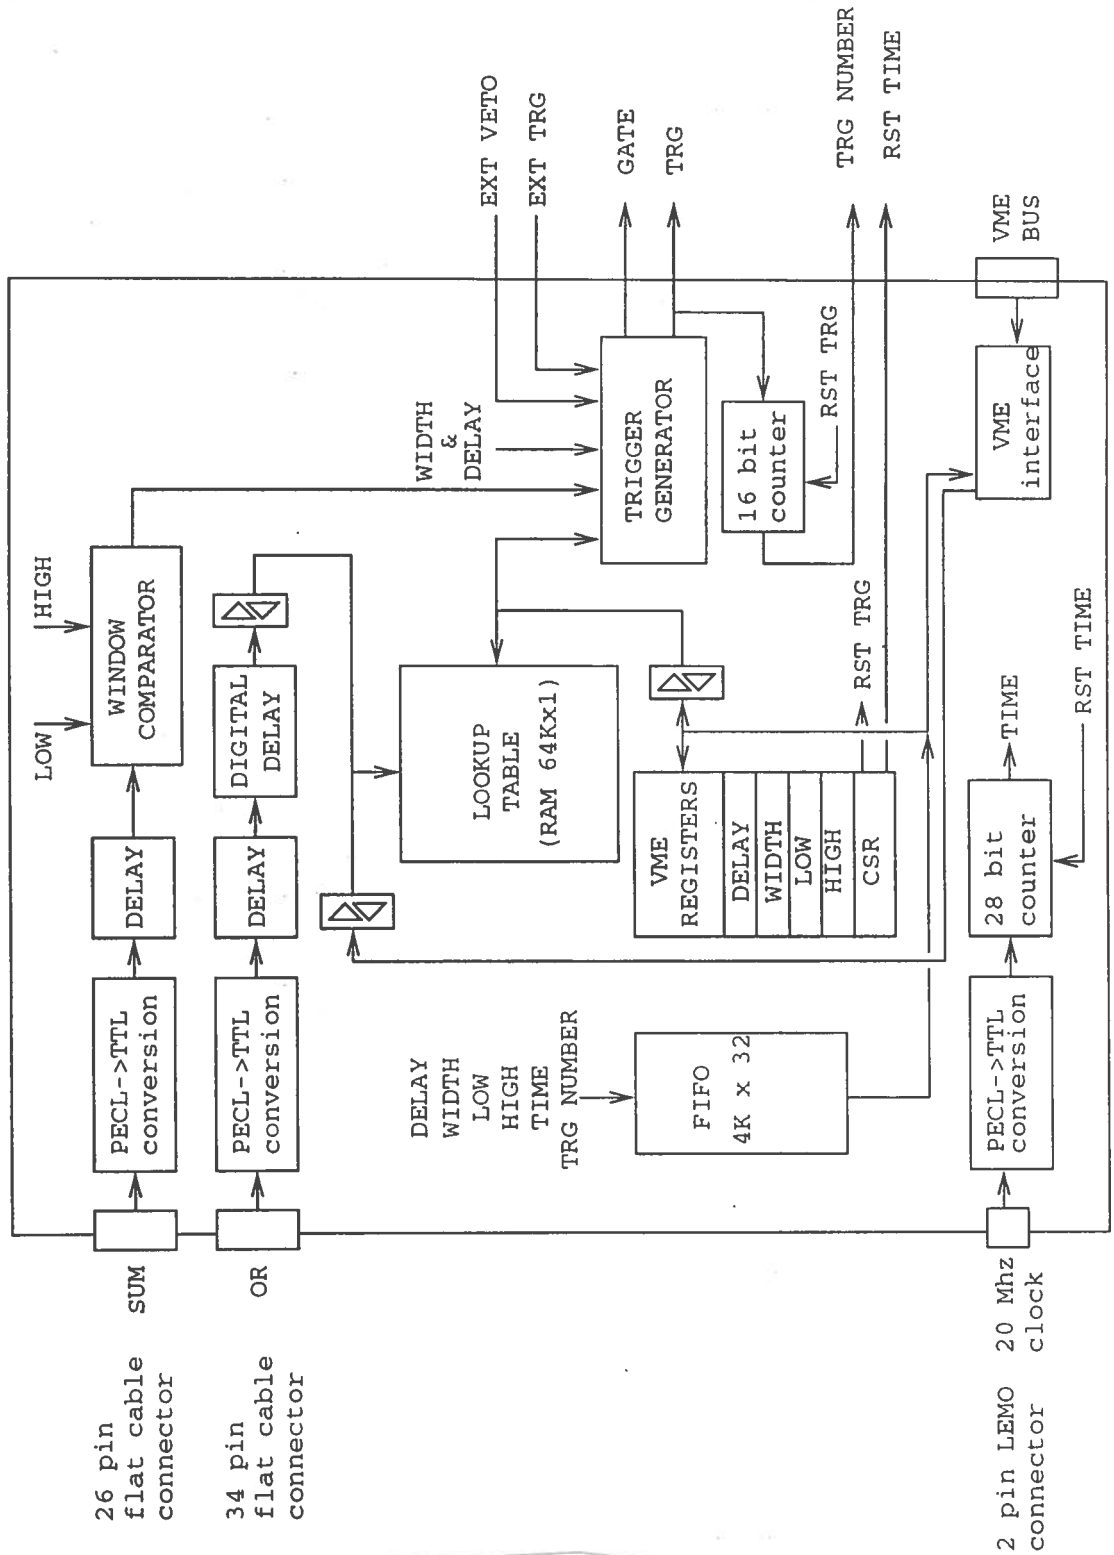 26 pin
flat cable
connector
SUM
PECL->TTL
conversion
DELAY
LOW
HIGH
WINDOW
COMPARATOR
34 pin
flat cable
connector
OR
PECL->TTL
conversion
DELAY
DIGITAL
DELAY
WIDTH
&
DELAY
EXT VETO
EXT TRG
LOOKUP
TABLE
(RAM 64Kx1)
TRIGGER
GENERATOR
GATE
TRG
DELAY
WIDTH
LOW
HIGH
TIME
TRG NUMBER
FIFO
4K x 32
VME
REGISTERS
DELAY
WIDTH
LOW
HIGH
CSR
RST TRG
16 bit
counter
RST TRG
TRG NUMBER
RST TIME
2 pin LEMO
connector
20 Mhz
clock
PECL->TTL
conversion
28 bit
counter
TIME
RST TIME
VME
interface
VME
BUS